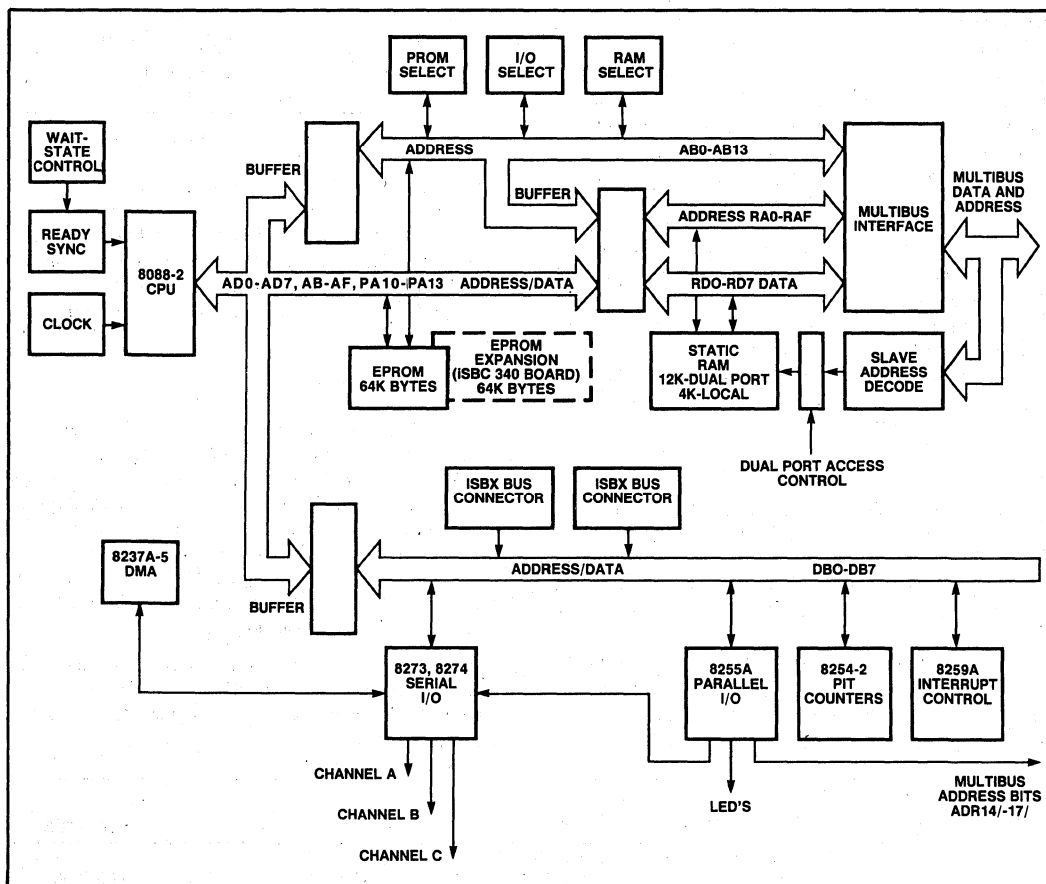 PROM
SELECT
I/O
SELECT
RAM
SELECT
WAIT-
STATE
CONTROL
BUFFER
ADDRESS
AB0-AB13
MULTIBUS
DATA AND
ADDRESS
READY
SYNC
8088-2
CPU
BUFFER
ADDRESS RA0-RAF
MULTIBUS
INTERFACE
CLOCK
AD0-AD7, AB-AF, PA10-PA13
ADDRESS/DATA
RDO-RD7 DATA
EPROM
64K BYTES
EPROM
EXPANSION
(iSBC 340 BOARD)
64K BYTES
STATIC
RAM
12K-DUAL PORT
4K-LOCAL
SLAVE
ADDRESS
DECODE
DUAL PORT ACCESS
CONTROL
ISBX BUS
CONNECTOR
ISBX BUS
CONNECTOR
8237A-5
DMA
BUFFER
ADDRESS/DATA
DBO-DB7
8273, 8274
SERIAL
I/O
8255A
PARALLEL
I/O
8254-2
PIT
COUNTERS
8259A
INTERRUPT
CONTROL
CHANNEL A
CHANNEL B
CHANNEL C
LED'S
MULTIBUS
ADDRESS BITS
ADR14/-17/